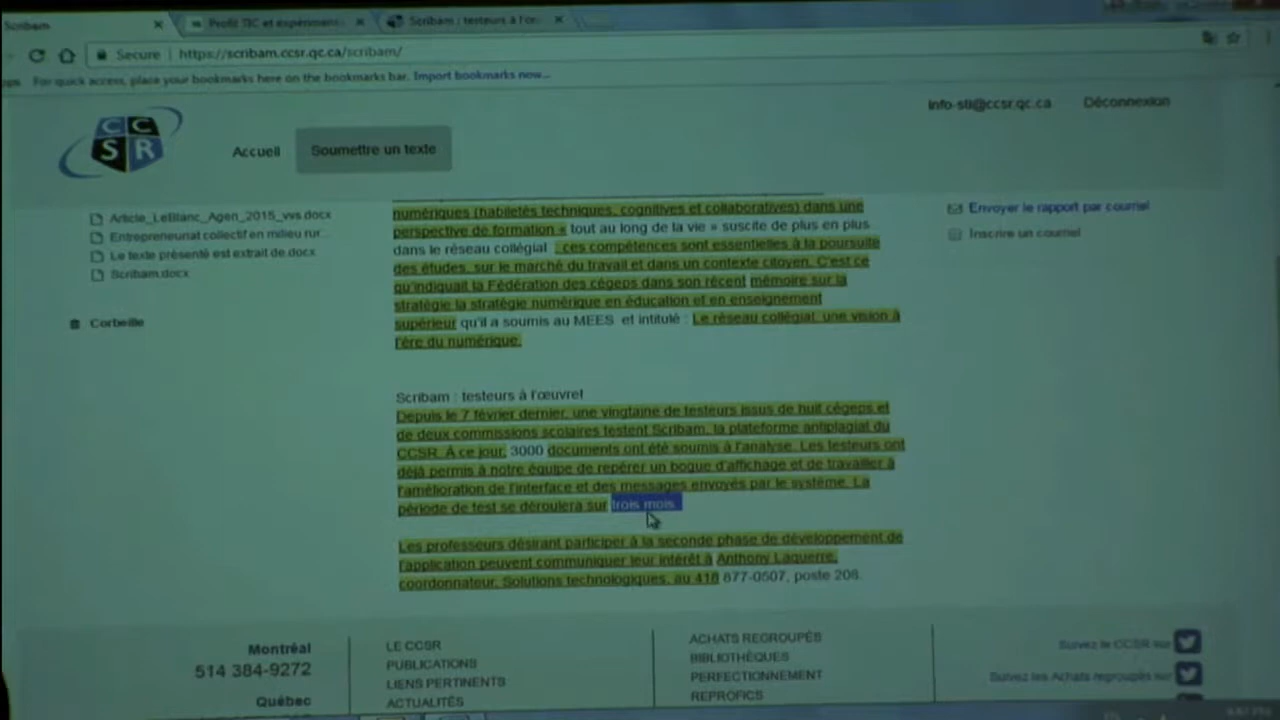 Scribam
Profil TIC et
Scribam : testeurs à l'
Secure | https://scribam.ccsr.qc.ca/scribam/
For quick access, place your bookmarks here on the bookmarks bar. Import bookmarks now...
info-sti@ccsr.qc.ca Déconnexion
CC
SR
Accueil Soumettre un texte
Article_LeBlanc_Agen_2015_vvs.docx
Entrepreneuriat collectif en milieu rur...
Le texte présenté est extrait de.docx
Scribam.docx
Corbeille
numériques (habiletés techniques, cognitives et collaboratives) dans une
perspective de formation « tout au long de la vie » suscite de plus en plus
dans le réseau collégial : ces compétences sont essentielles à la poursuite
des études, sur le marché du travail et dans un contexte citoyen. C'est ce
qu'indiquait la Fédération des cégeps dans son récent mémoire sur la
stratégie la stratégie numérique en éducation et en enseignement
supérieur qu'il a soumis au MEES et intitulé : Le réseau collégial, une vision à
l'ère du numérique.
Envoyer le rapport par courriel
Inscrire un courriel
Scribam : testeurs à l'œuvre!
Depuis le 7 février dernier, une vingtaine de testeurs issus de huit cégeps et
de deux commissions scolaires testent Scribam, la plateforme antiplagiat du
CCSR. À ce jour, 3000 documents ont été soumis à l'analyse. Les testeurs ont
déjà permis à notre équipe de repérer un bogue d'affichage et de travailler à
l'amélioration de l'interface et des messages envoyés par le système. La
période de test se déroulera sur trois mois.
Les professeurs désirant participer à la seconde phase de développement de
l'application peuvent communiquer leur intérêt à Anthony Laquerre,
coordonnateur, Solutions technologiques, au 418 877-0507, poste 208.
Montréal
514 384-9272
Québec
LE CCSR
PUBLICATIONS
LIENS PERTINENTS
ACTUALITÉS
ACHATS REGROUPÉS
BIBLIOTHÈQUES
PERFECTIONNEMENT
REPROFICS
Suivez le CCSR sur
Suivez les Achats regroupés sur